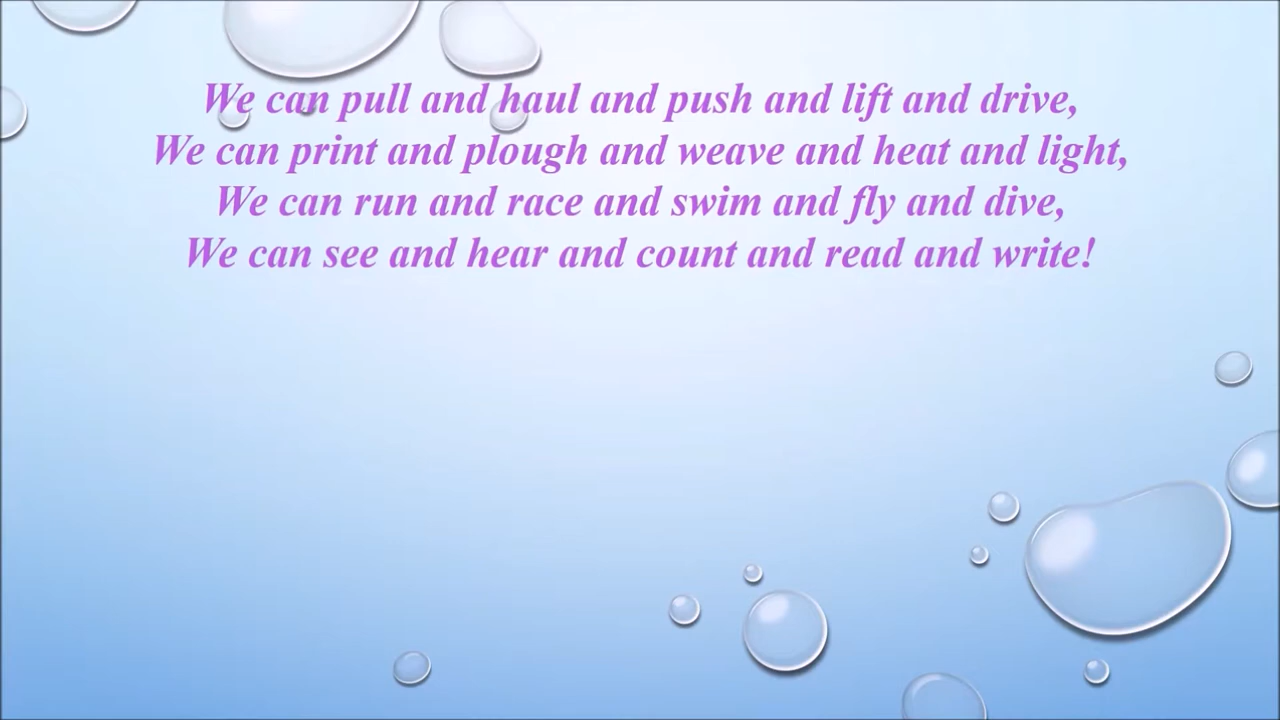 We can pull and haul and push and lift and drive,
We can print and plough and weave and heat and light,
We can run and race and swim and fly and dive,
We can see and hear and count and read and write!